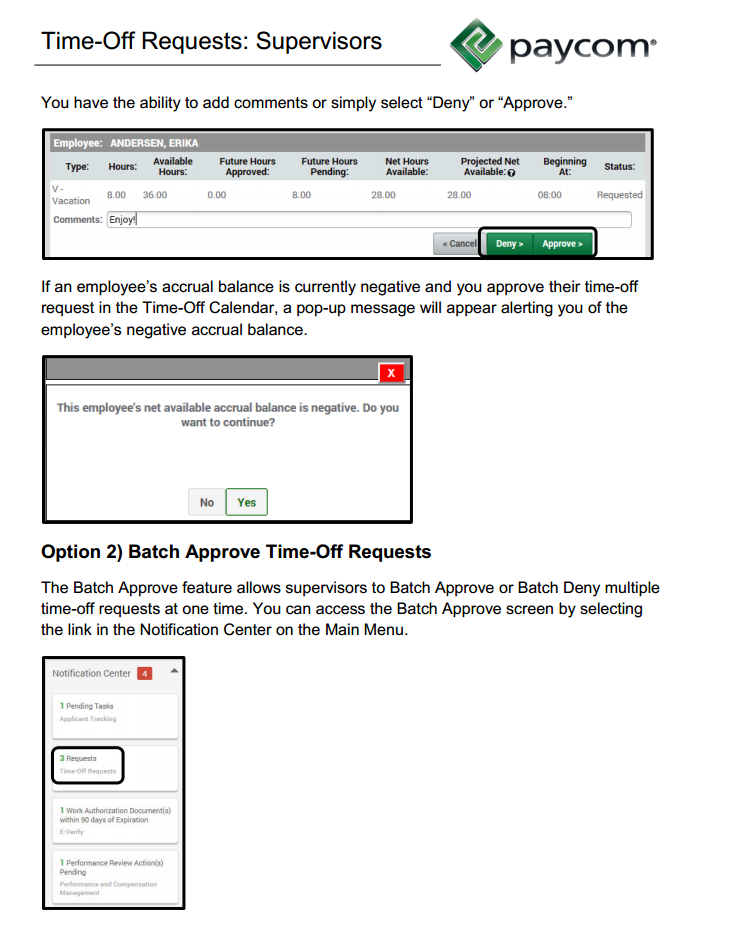 Time-Off Requests: Supervisors
paycom
You have the ability to add comments or simply select “Deny” or “Approve.”
Employee: ANDERSEN, ERIKA
Type: Hours: Available Hours: Future Hours Approved: Future Hours Pending: Net Hours Available: Projected Net Available: Beginning At: Status:
V - Vacation 8.00 36.00 0.00 8.00 28.00 28.00 08:00 Requested
Comments: Enjoy!
< Cancel Deny > Approve >
If an employee’s accrual balance is currently negative and you approve their time-off
request in the Time-Off Calendar, a pop-up message will appear alerting you of the
employee’s negative accrual balance.
X
This employee's net available accrual balance is negative. Do you
want to continue?
No Yes
Option 2) Batch Approve Time-Off Requests
The Batch Approve feature allows supervisors to Batch Approve or Batch Deny multiple
time-off requests at one time. You can access the Batch Approve screen by selecting
the link in the Notification Center on the Main Menu.
Notification Center 4
1 Pending Tasks
Applicant Tracking
3 Requests
Time-Off Requests
1 Work Authorization Document(s)
within 90 days of Expiration
E-Verify
1 Performance Review Action(s)
Pending
Performance and Compensation
Management